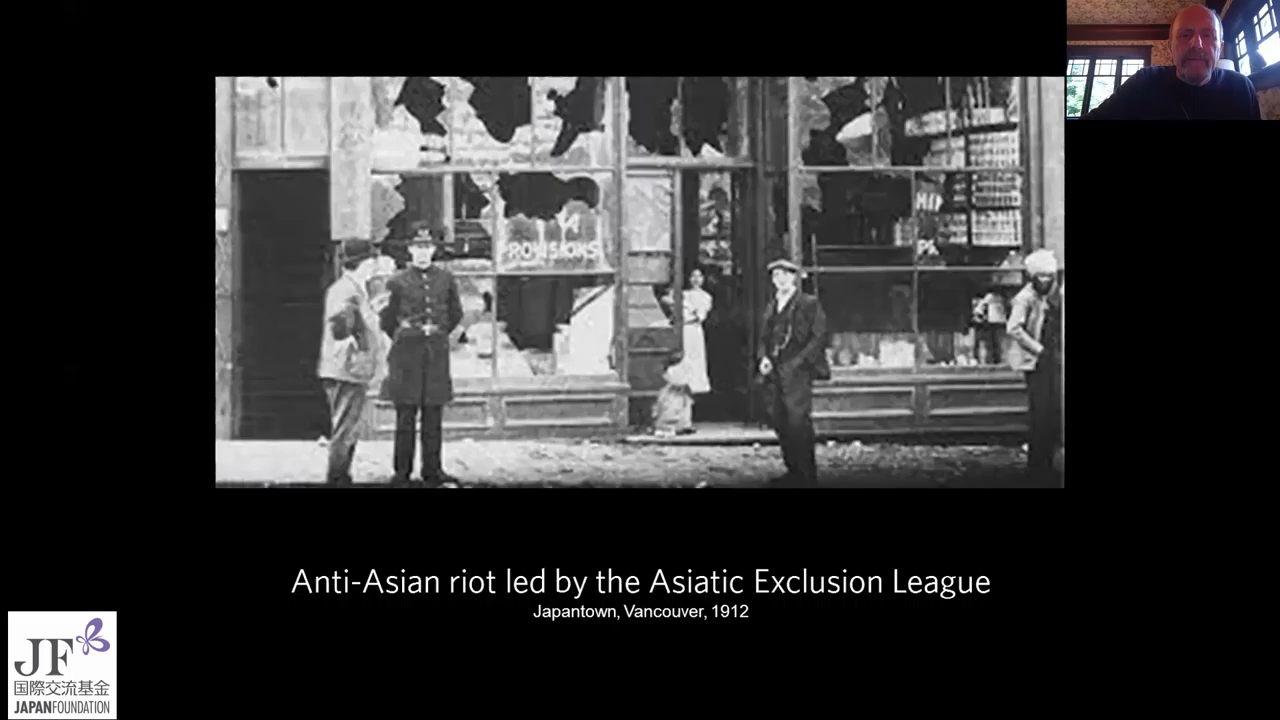 PROVISIONS
Anti-Asian riot led by the Asiatic Exclusion League
Japantown, Vancouver, 1912
JF
国際交流基金
JAPANFOUNDATION